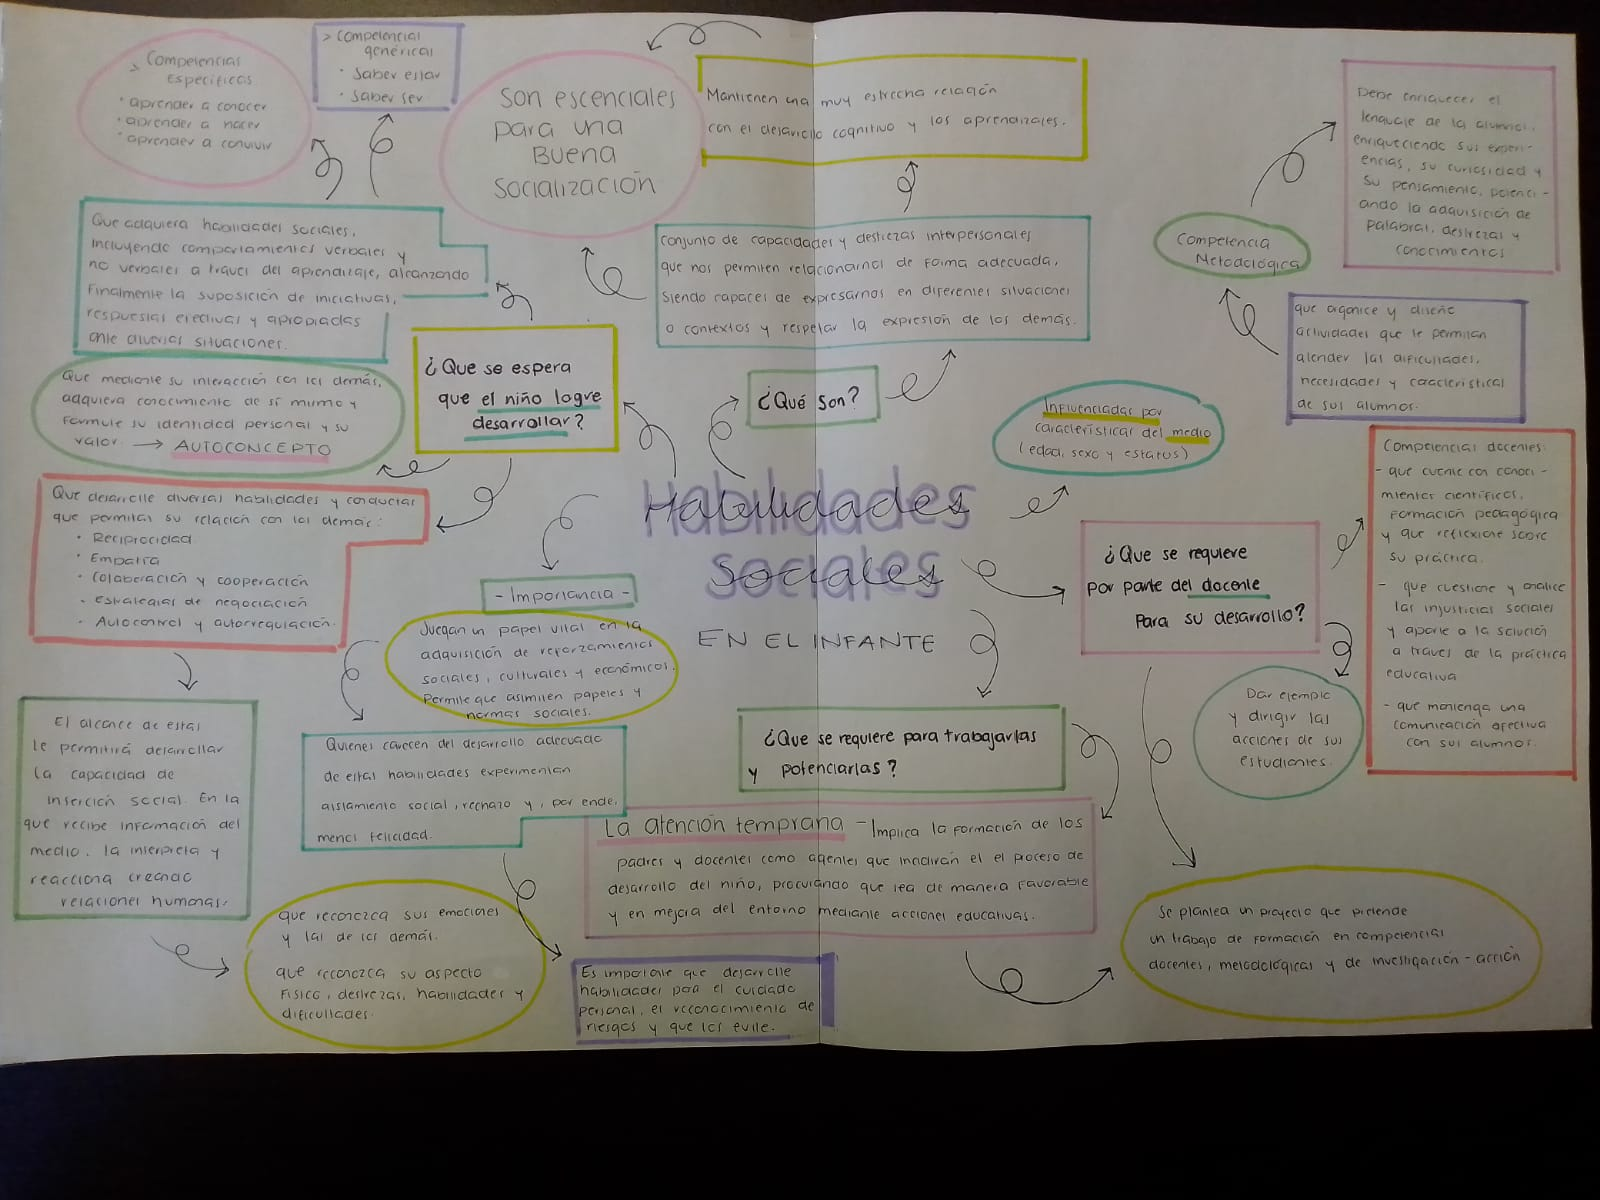 > Competencias
Especificas
· aprender a conocer
· aprender a hacer
· aprender a convivir
> Competencias
genéricas
· Saber estar
· Saber ser
Son escenciales
para una
Buena
Socialización
Mantienen una muy estrecha relación
con el desarrollo cognitivo y los aprendizajes.
Debe enriquecer el
lenguaje de la alumna,
enriqueciendo sus experi-
encias, su curiosidad y
su pensamiento, potenci-
ando la adquisición de
palabras, destrezas y
conocimientos
Competencia
Metodológica
que organice y diseñe
actividades que le permitan
atender las dificultades,
necesidades y características
de sus alumnos.
Que adquiera habilidades sociales,
incluyendo comportamientos verbales y
no verbales a traves del aprendizaje, alcanzando
Finalmente la suposición de iniciativas,
respuestas efectivas y apropiadas
ante diversas situaciones.
Conjunto de capacidades y destrezas interpersonales
que nos permiten relacionarnos de forma adecuada,
siendo capaces de expresarnos en diferentes situaciones
o contextos y respetar la expresión de los demás.
¿Que se espera
que el niño logre
desarrollar?
¿Qué son?
Influenciadas por
características del medio
(edad, sexo y estatus)
Que mediante su interacción con los demás,
adquiera conocimiento de sí mismo y
formule su identidad personal y su
valor. → AUTOCONCEPTO
Que desarrolle diversas habilidades y conductas
que permitas su relación con los demás:
· Reciprocidad
· Empatía
· Colaboración y cooperación
· Estrategias de negociación
· Autocontrol y autorregulación.
Habilidades
Sociales
EN EL INFANTE
- Importancia -
Juegan un papel vital en la
adquisición de reforzamientos
sociales, culturales y económicos.
Permite que asimilen papeles y
normas sociales.
¿Que se requiere
por parte del docente
Para su desarrollo?
Competencias docentes:
- que cuente con conoci-
mientos científicos,
formación pedagógica
y que reflexione sobre
su práctica.
- que cuestione y analice
las injusticias sociales
y aporte a la solución
a través de la práctica
educativa
- que mantenga una
comunicación efectiva
con sus alumnos.
Dar ejemplo
y dirigir las
acciones de sus
estudiantes.
El alcance de estas
le permitirá desarrollar
la capacidad de
inserción social. En la
que recibe información del
medio, la interpreta y
reacciona creando
relaciones humanas.
Quienes carecen del desarrollo adecuado
de estas habilidades experimentan
aislamiento social, rechazo y, por ende,
menos felicidad.
¿Que se requiere para trabajarlas
y potenciarlas?
La atención temprana - Implica la formación de los
padres y docentes como agentes que incidirán el el proceso de
desarrollo del niño, procurando que sea de manera favorable
y en mejora del entorno mediante acciones educativas.
que reconozca sus emociones
y las de los demás.
que reconozca su aspecto
físico, destrezas, habilidades y
dificultades.
Es importante que desarrolle
habilidades para el cuidado
personal, el reconocimiento de
riesgos y que los evite.
Se plantea un proyecto que pretende
un trabajo de formación en competencias
docentes, metodológicas y de investigación - acción